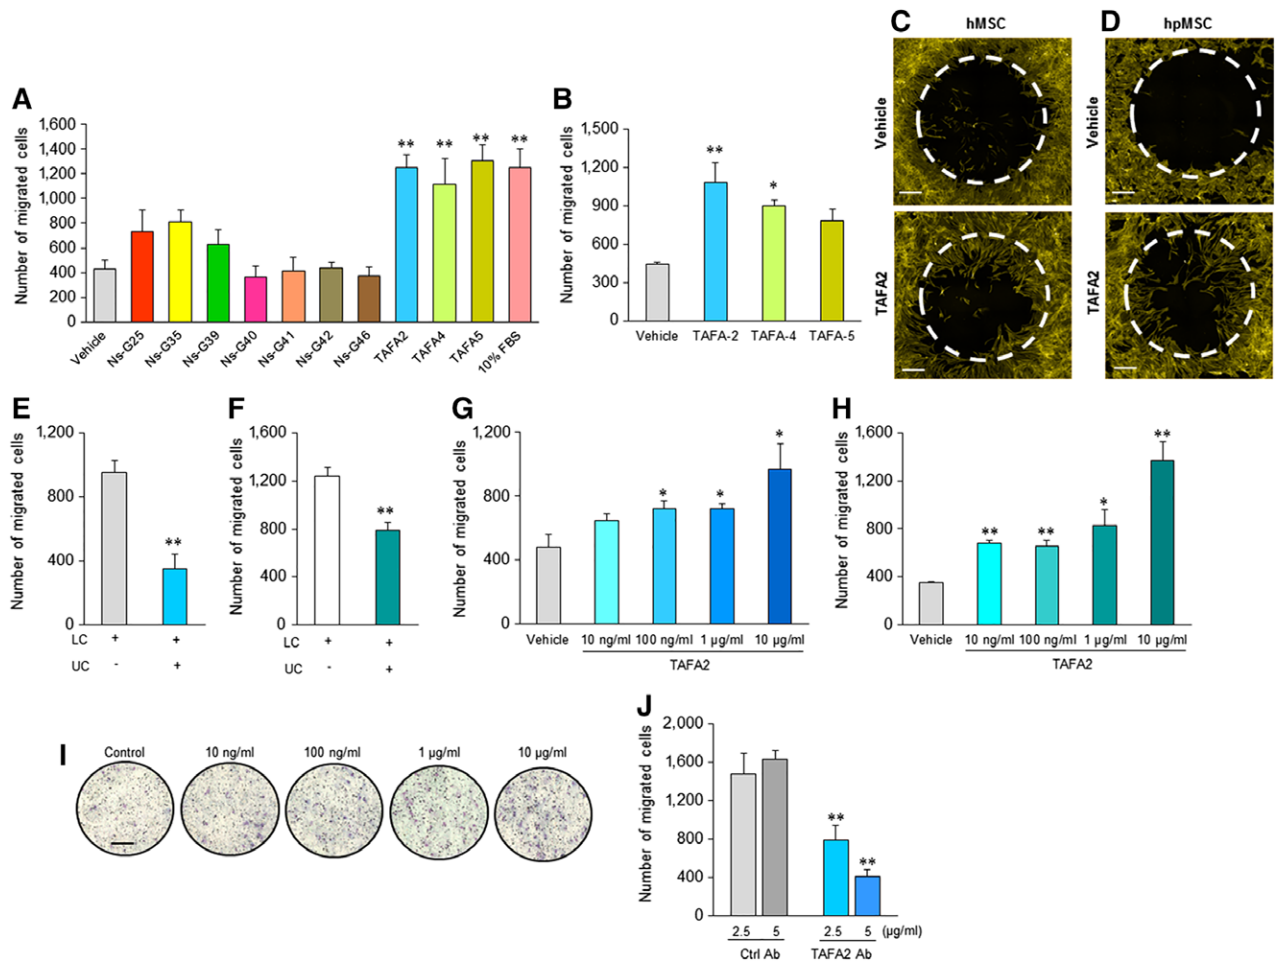 A
Number of migrated cells
1,600
1,400
1,200
1,000
800
600
400
200
0
** ** ** **
Vehicle Ns-G25 Ns-G35 Ns-G39 Ns-G40 Ns-G41 Ns-G42 Ns-G46 TAFA2 TAFA4 TAFA5 10% FBS
B
Number of migrated cells
1,500
1,200
900
600
300
0
** *
Vehicle TAFA-2 TAFA-4 TAFA-5
C hMSC
Vehicle
TAFA2
D hpMSC
Vehicle
TAFA2
E
Number of migrated cells
1,200
800
400
0
**
LC + +
UC - +
F
Number of migrated cells
1,600
1,200
800
400
0
**
LC + +
UC - +
G
Number of migrated cells
1,200
800
400
0
* * *
Vehicle 10 ng/ml 100 ng/ml 1 µg/ml 10 µg/ml
TAFA2
H
Number of migrated cells
1,600
1,200
800
400
0
** ** * **
Vehicle 10 ng/ml 100 ng/ml 1 µg/ml 10 µg/ml
TAFA2
I
Control 10 ng/ml 100 ng/ml 1 µg/ml 10 µg/ml
J
Number of migrated cells
2,000
1,600
1,200
800
400
0
** **
2.5 5 2.5 5 (µg/ml)
Ctrl Ab TAFA2 Ab